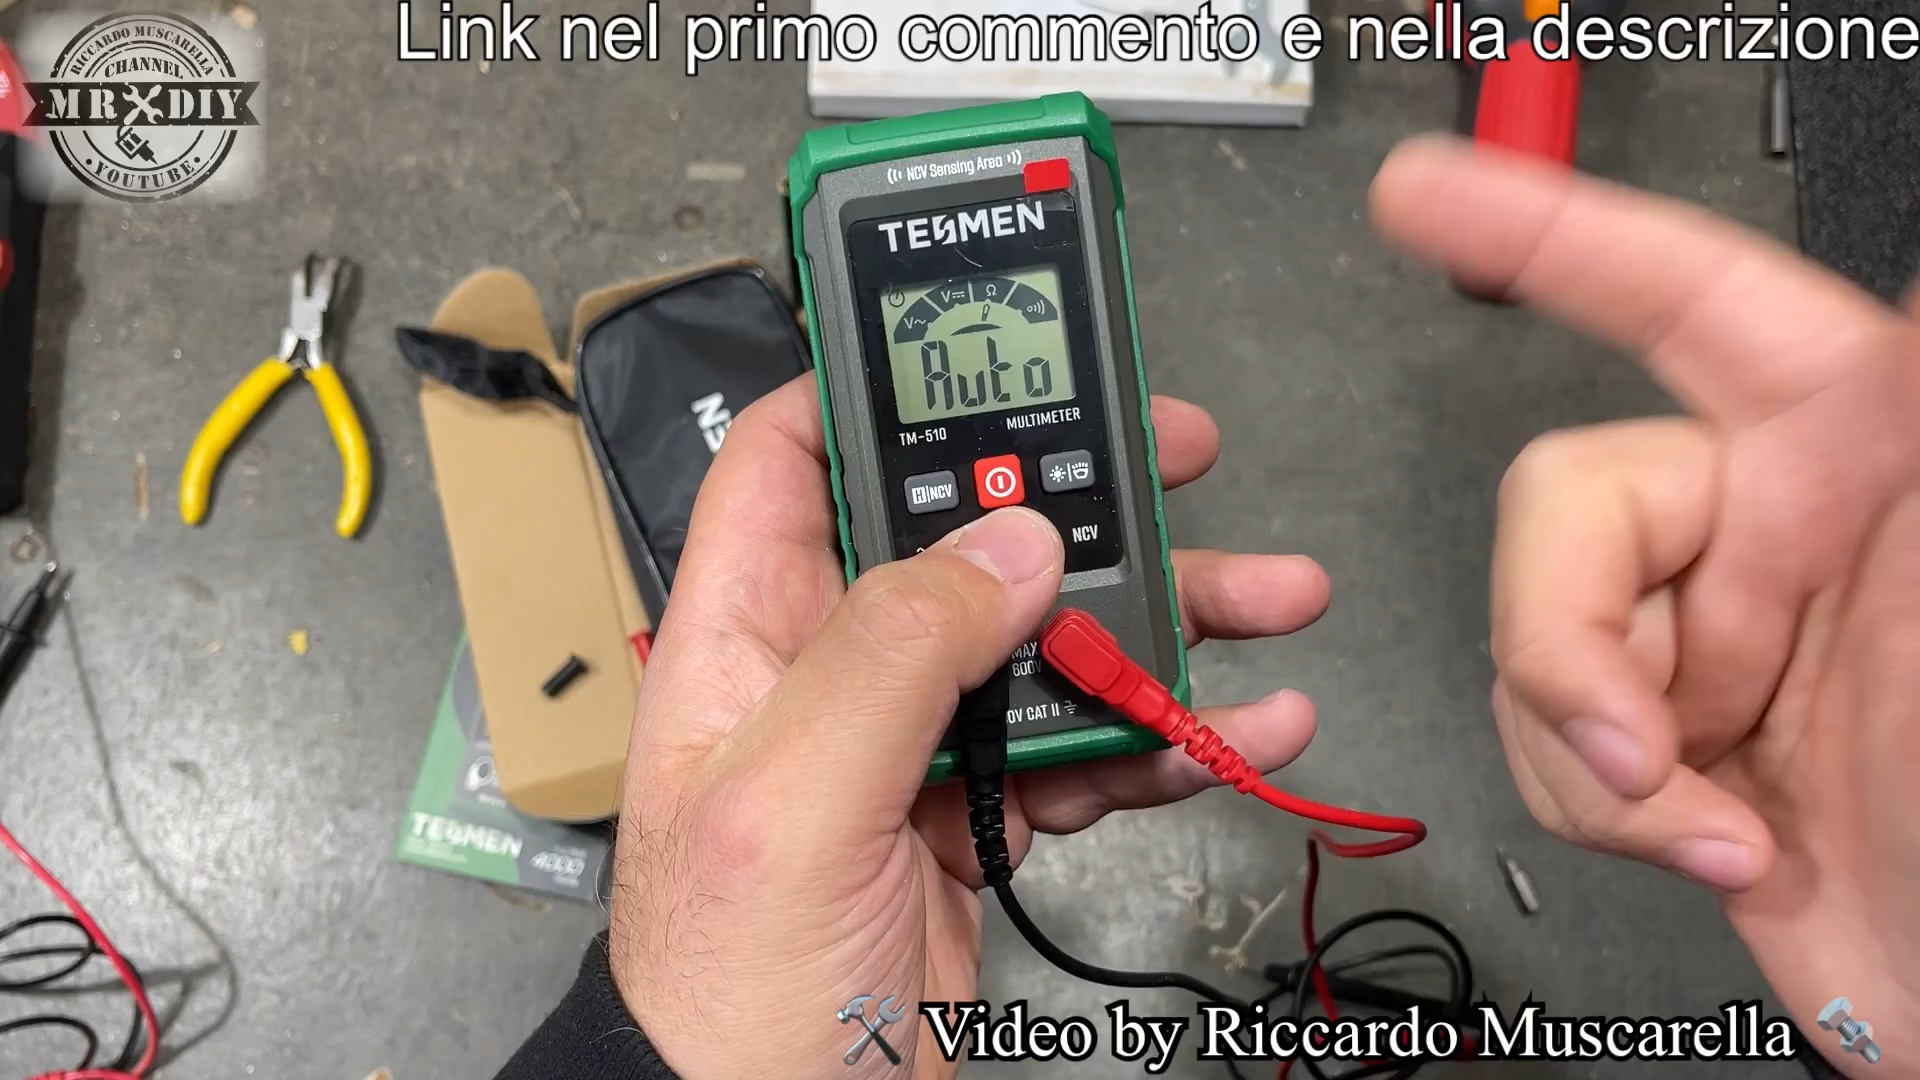 Link nel primo commento e nella descrizione
RICCARDO MUSCARELLA
CHANNEL
MR DIY
YOUTUBE
NCV Sensing Area
TESMEN
V~
V
Ω
Auto
TM-510
MULTIMETER
H|NCV
NCV
MAX
600V
CAT II
TESMEN
4000
Video by Riccardo Muscarella